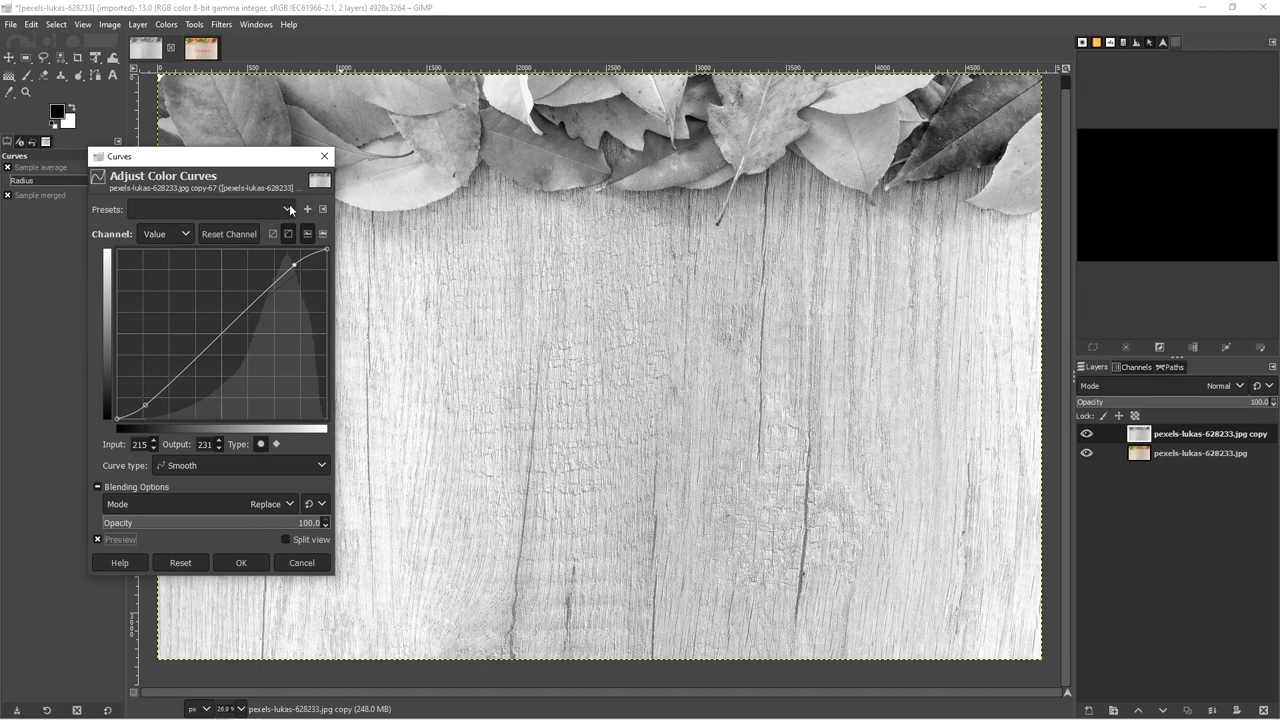 *[pexels-lukas-628233] (imported)-13.0 (RGB color 8-bit gamma integer, sRGB IEC61966-2.1, 2 layers) 4928x3264 – GIMP
File Edit Select View Image Layer Colors Tools Filters Windows Help
0 500 1000 1500 2000 2500 3000 3500 4000 4500
Curves
Sample average
Radius
Sample merged
Curves
Adjust Color Curves
pexels-lukas-628233.jpg copy-67 ([pexels-lukas-628233] ...
Presets:
Channel: Value Reset Channel
Input: 215 Output: 231 Type:
Curve type: Smooth
Blending Options
Mode Replace
Opacity 100.0
Preview Split view
Help Reset OK Cancel
Layers Channels Paths
Mode Normal
Opacity 100.0
Lock:
pexels-lukas-628233.jpg copy
pexels-lukas-628233.jpg
3000
px 26.9 % pexels-lukas-628233.jpg copy (248.0 MB)